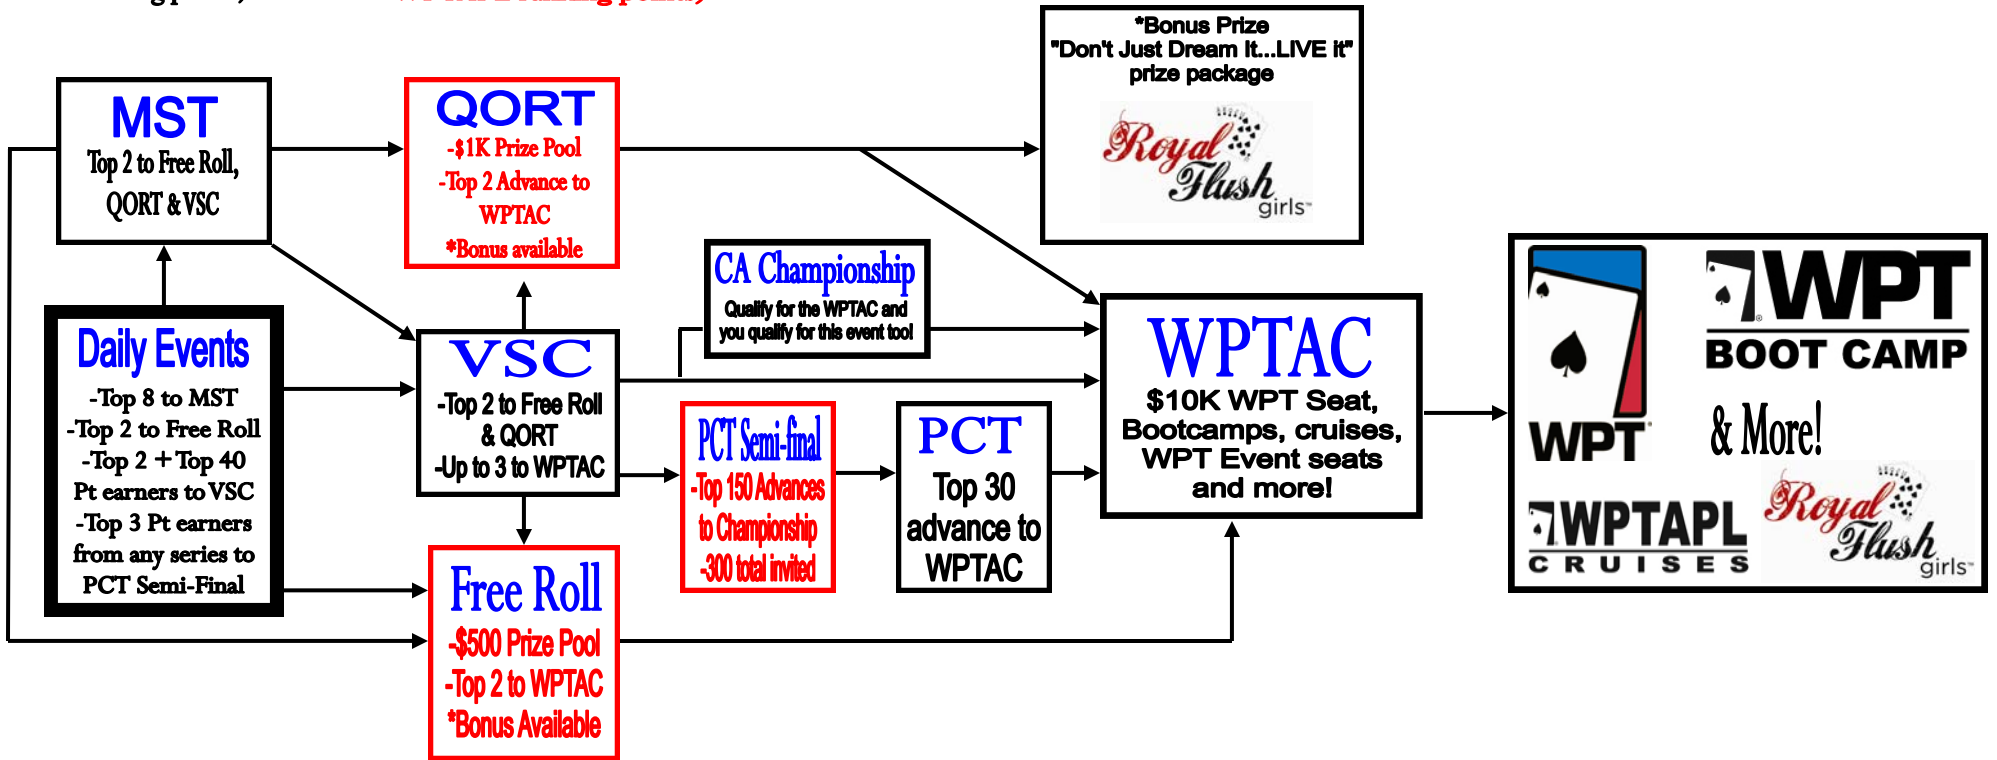 MST
Top 2 to Free Roll,
QORT & VSC
QORT
-$1K Prize Pool
-Top 2 Advance to
WPTAC
*Bonus available
*Bonus Prize
"Don't Just Dream It...LIVE it"
prize package
Royal
Flush
girls
Daily Events
-Top 8 to MST
-Top 2 to Free Roll
-Top 2 + Top 40
Pt earners to VSC
-Top 3 Pt earners
from any series to
PCT Semi-Final
VSC
-Top 2 to Free Roll
& QORT
-Up to 3 to WPTAC
CA Championship
Qualify for the WPTAC and
you qualify for this event too!
PCT Semi-final
-Top 150 Advances
to Championship
-300 total invited
PCT
Top 30
advance to
WPTAC
Free Roll
-$500 Prize Pool
-Top 2 to WPTAC
*Bonus Available
WPTAC
$10K WPT Seat,
Bootcamps, cruises,
WPT Event seats
and more!
WPT
WPT
BOOT CAMP
& More!
WPTAPL
CRUISES
Royal
Flush
girls